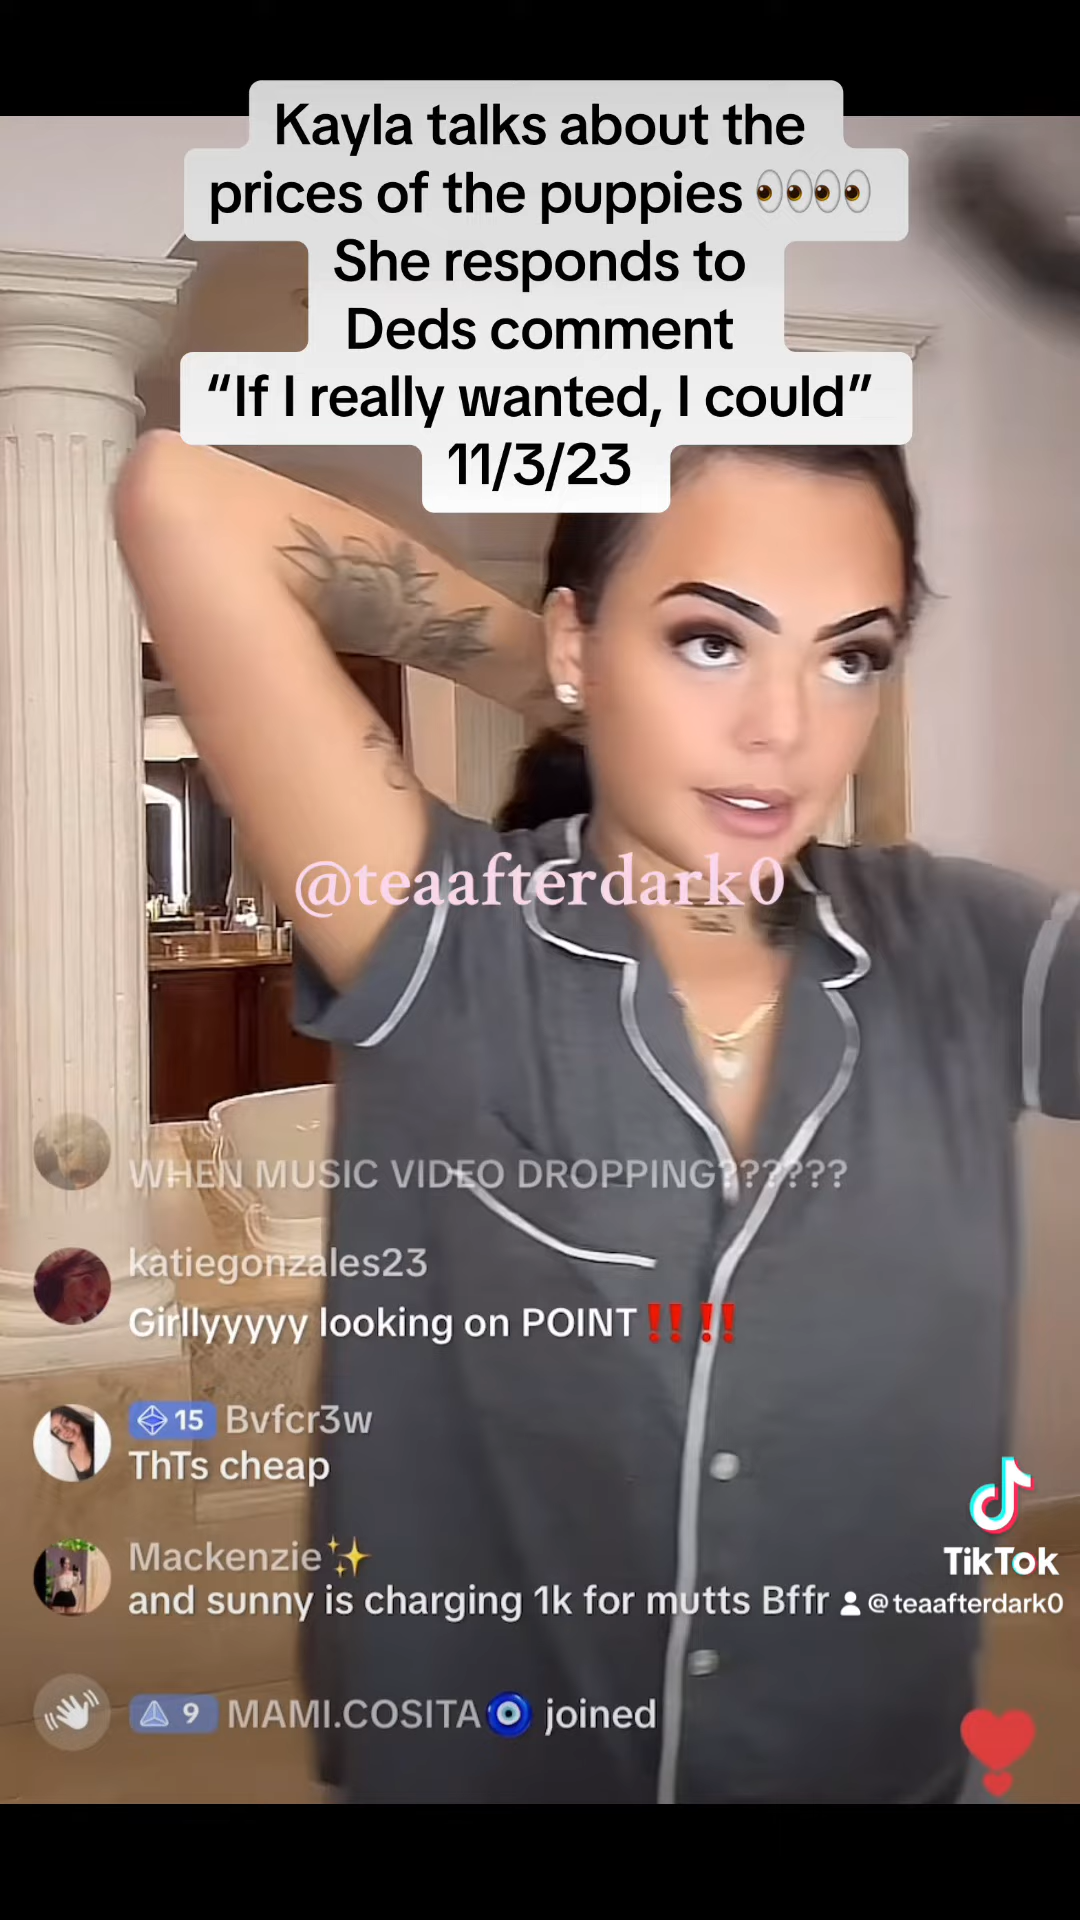 Kayla talks about the
prices of the puppies 👀👀
She responds to
Deds comment
“If I really wanted, I could”
11/3/23
@teaafterdark0
WHEN MUSIC VIDEO DROPPING??????
katiegonzales23
Girllyyyyy looking on POINT‼️‼️
15 Bvfcr3w
ThTs cheap
Mackenzie✨
and sunny is charging 1k for mutts Bffr
TikTok
@teaafterdark0
9 MAMI.COSITA🧿 joined